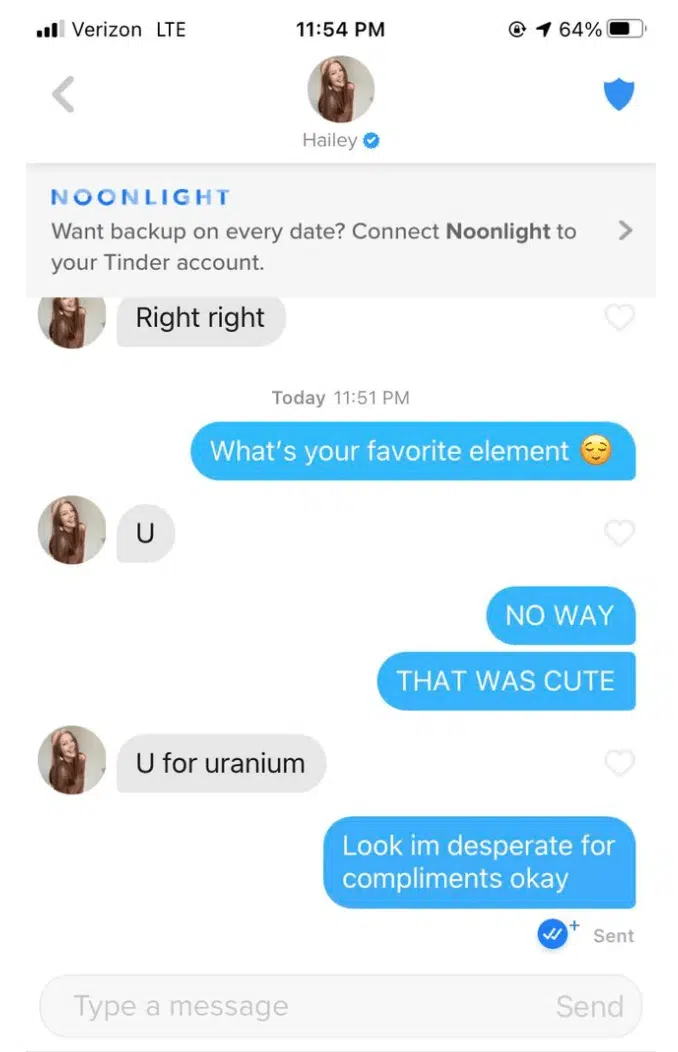 Verizon LTE 11:54 PM 64%
Hailey
NOONLIGHT
Want backup on every date? Connect Noonlight to
your Tinder account.
Right right
Today 11:51 PM
What's your favorite element 😌
U
NO WAY
THAT WAS CUTE
U for uranium
Look im desperate for
compliments okay
Sent
Type a message Send